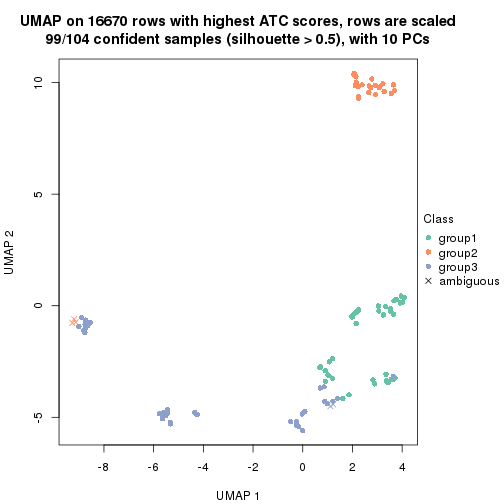 UMAP on 16670 rows with highest ATC scores, rows are scaled
99/104 confident samples (silhouette > 0.5), with 10 PCs
10
5
0
-5
UMAP 2
-8
-6
-4
-2
0
2
4
UMAP 1
Class
group1
group2
group3
ambiguous